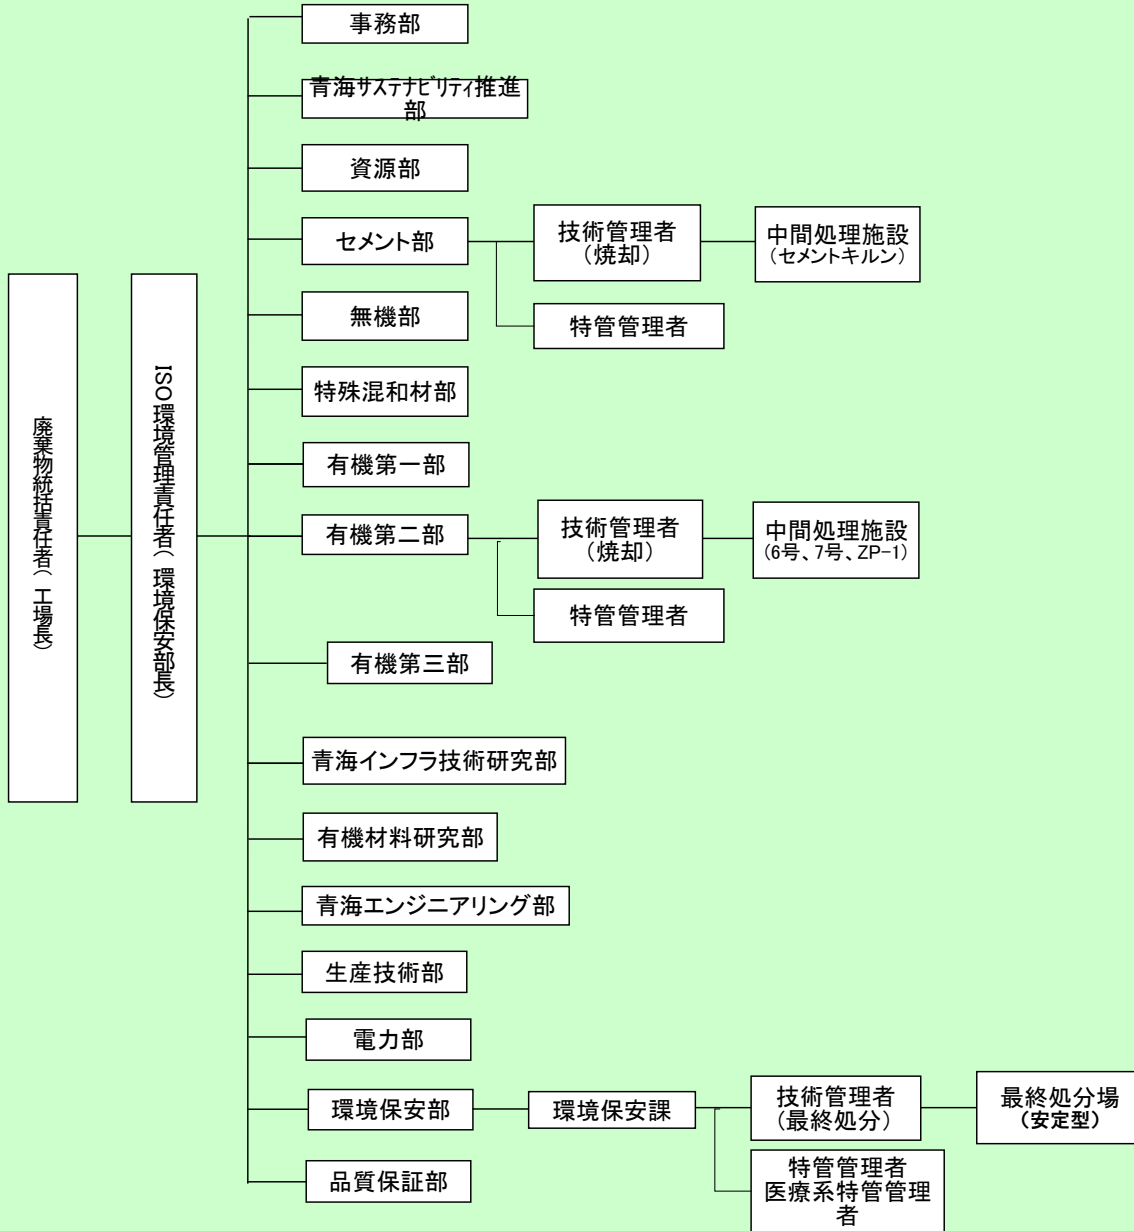 事務部
青海サステナビリティ推進
部
資源部
セメント部
技術管理者
（焼却）
中間処理施設
（セメントキルン）
無機部
特管管理者
特殊混和材部
廃棄物統括責任者（工場長）
ISO環境管理責任者（環境保安部長）
有機第一部
有機第二部
技術管理者
（焼却）
中間処理施設
（6号、7号、ZP-1）
特管管理者
有機第三部
青海インフラ技術研究部
有機材料研究部
青海エンジニアリング部
生産技術部
電力部
環境保安部
環境保安課
技術管理者
（最終処分）
最終処分場
（安定型）
品質保証部
特管管理者
医療系特管管理
者